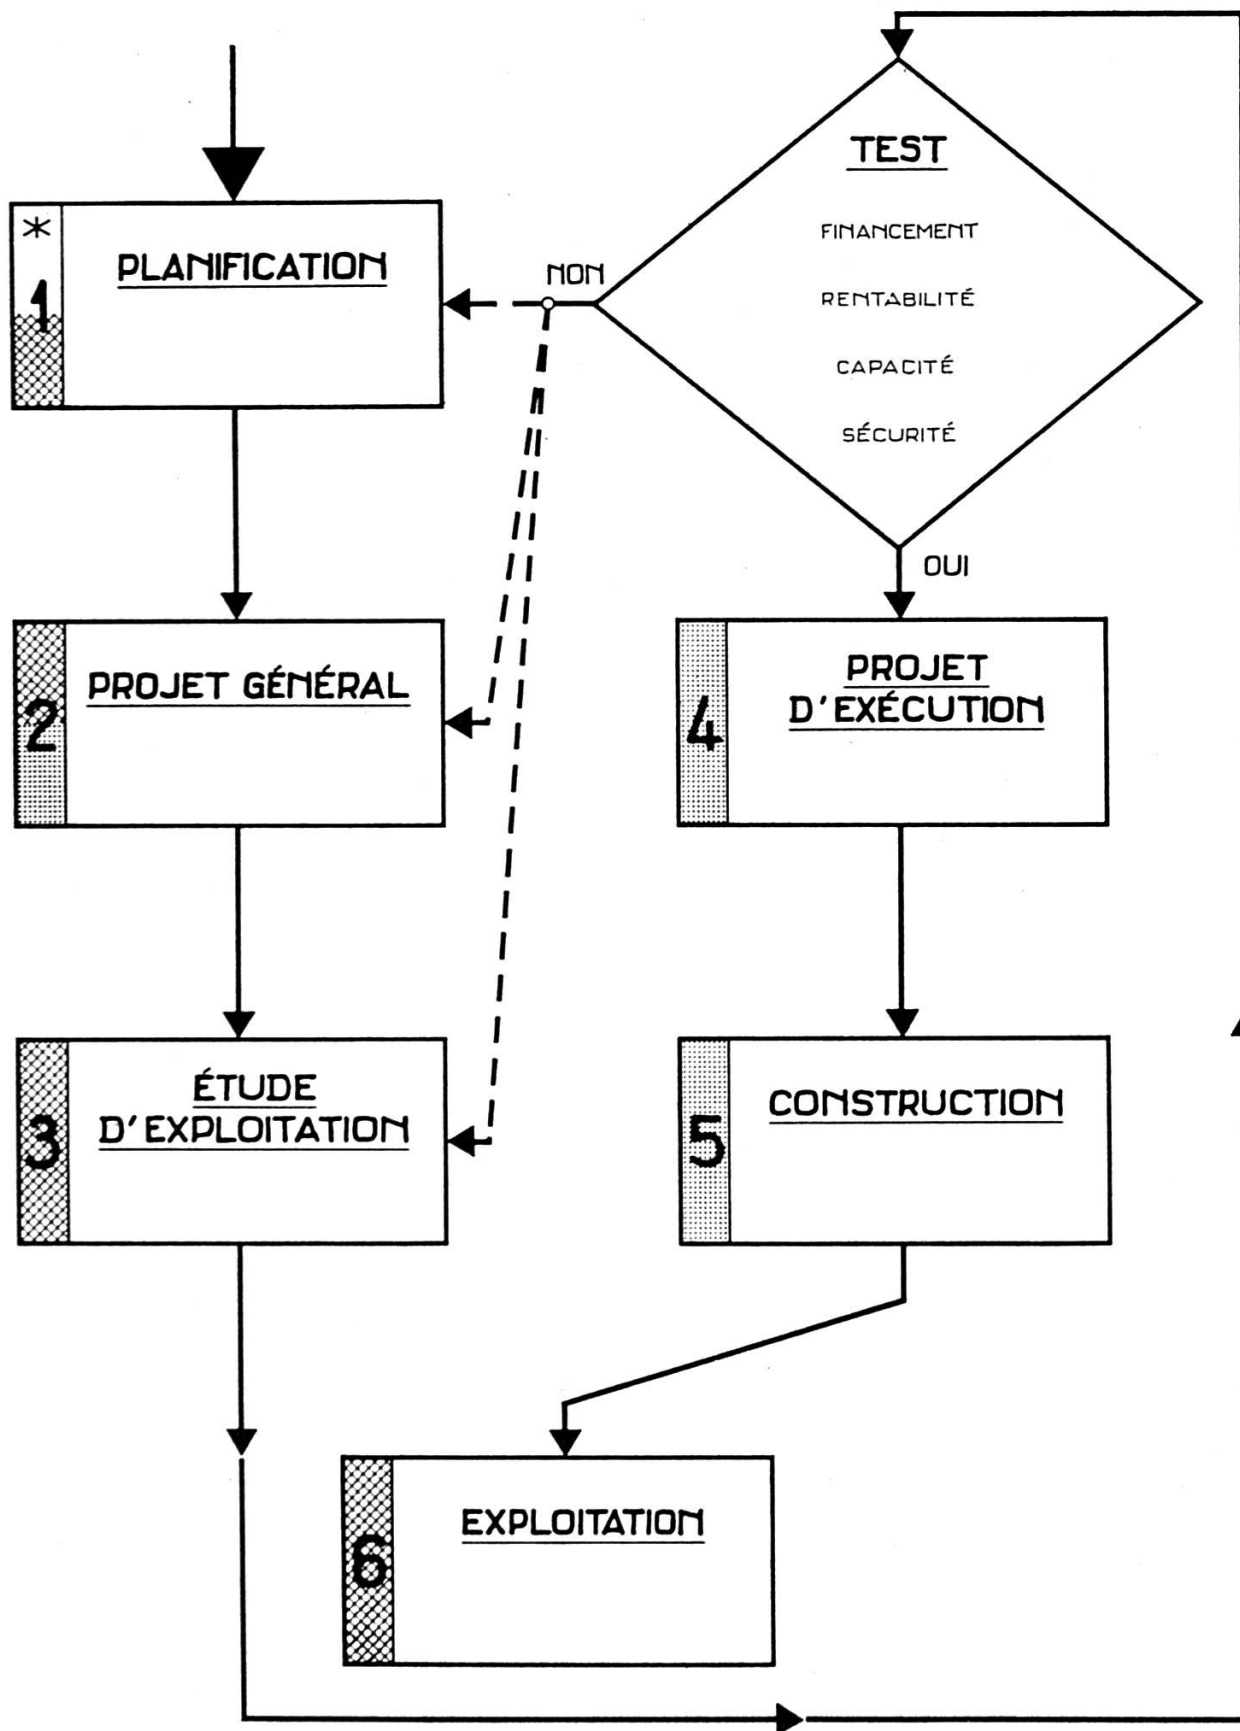 *
1
PLANIFICATION
2
PROJET GÉNÉRAL
3
ÉTUDE
D'EXPLOITATION
NON
TEST
FINANCEMENT
RENTABILITÉ
CAPACITÉ
SÉCURITÉ
OUI
4
PROJET
D'EXÉCUTION
5
CONSTRUCTION
6
EXPLOITATION